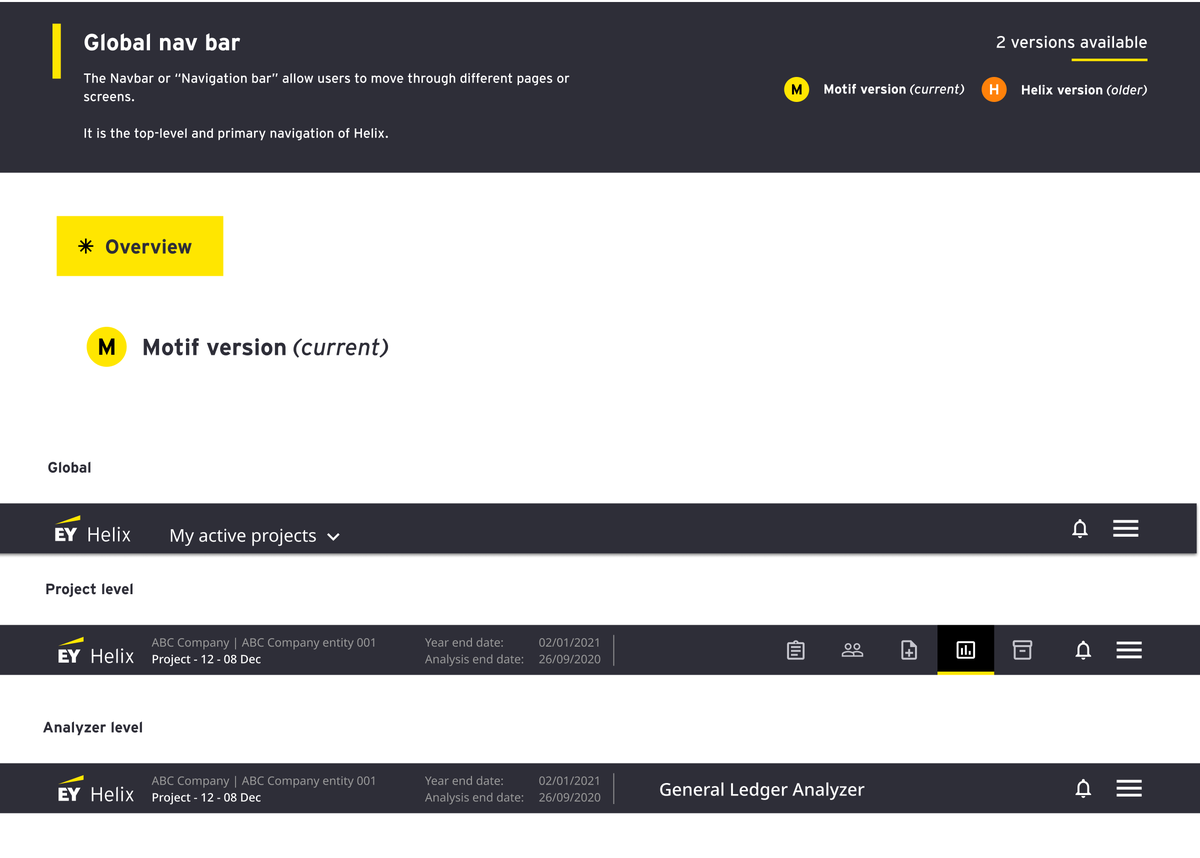 Global nav bar
The Navbar or “Navigation bar” allow users to move through different pages or
screens.
It is the top-level and primary navigation of Helix.
2 versions available
M Motif version (current) H Helix version (older)
Overview
M Motif version (current)
Global
EY Helix My active projects
Project level
EY Helix ABC Company | ABC Company entity 001 Year end date: 02/01/2021
Project - 12 - 08 Dec Analysis end date: 26/09/2020
Analyzer level
EY Helix ABC Company | ABC Company entity 001 Year end date: 02/01/2021 General Ledger Analyzer
Project - 12 - 08 Dec Analysis end date: 26/09/2020